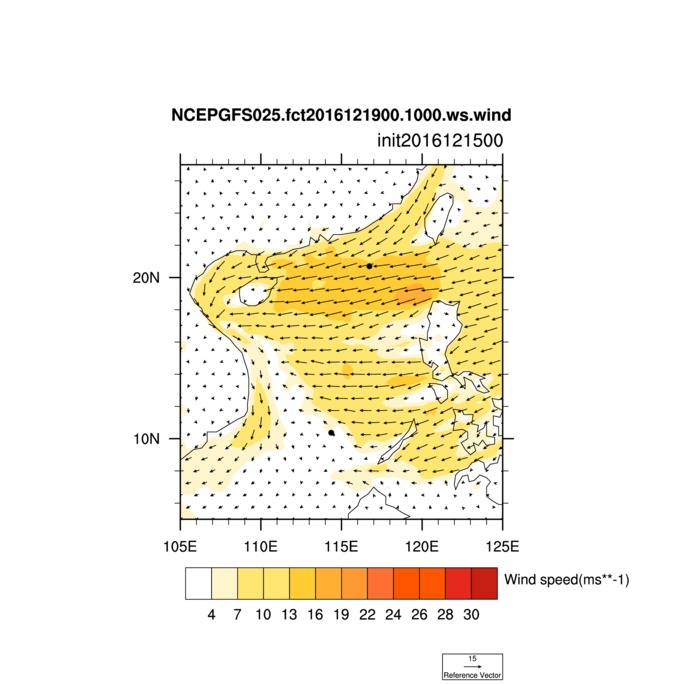 NCEPGFS025.fct2016121900.1000.ws.wind
init2016121500
20N
10N
105E 110E 115E 120E 125E
Wind speed(ms**-1)
4 7 10 13 16 19 22 24 26 28 30
15
Reference Vector